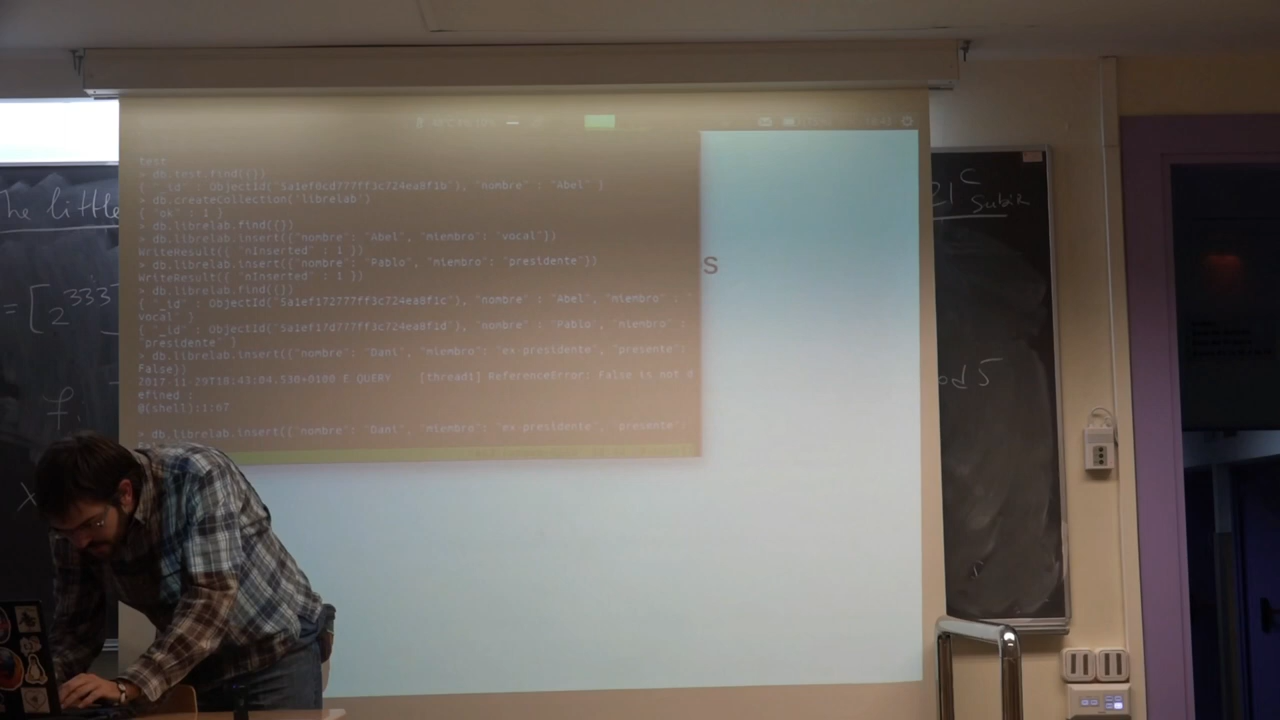 test
> db.test.find({})
{ "_id" : ObjectId("5a1ef0cd777ff3c724ea8f1b"), "nombre" : "Abel" }
> db.createCollection('librelab')
{ "ok" : 1 }
> db.librelab.find({})
> db.librelab.insert({"nombre": "Abel", "miembro": "vocal"})
WriteResult({ "nInserted" : 1 })
> db.librelab.insert({"nombre": "Pablo", "miembro": "presidente"})
WriteResult({ "nInserted" : 1 })
> db.librelab.find({})
{ "_id" : ObjectId("5a1ef172777ff3c724ea8f1c"), "nombre" : "Abel", "miembro" : "
vocal" }
{ "_id" : ObjectId("5a1ef17d777ff3c724ea8f1d"), "nombre" : "Pablo", "miembro" :
"presidente" }
> db.librelab.insert({"nombre": "Dani", "miembro": "ex-presidente", "presente":
False})
2017-11-29T18:43:04.530+0100 E QUERY [thread1] ReferenceError: False is not d
efined :
@(shell):1:67
> db.librelab.insert({"nombre": "Dani", "miembro": "ex-presidente", "presente":
s
The little
= [ 2 333
f.
x
21 C
Subir
od 5